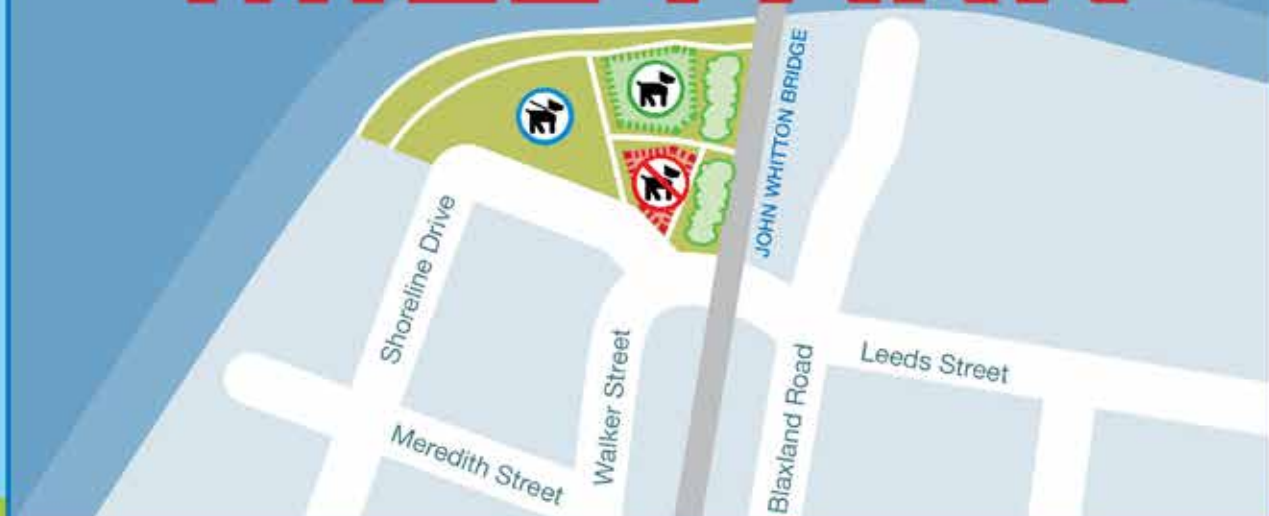 JOHN WHITTON BRIDGE
Shoreline Drive
Walker Street
Leeds Street
Blaxland Road
Meredith Street